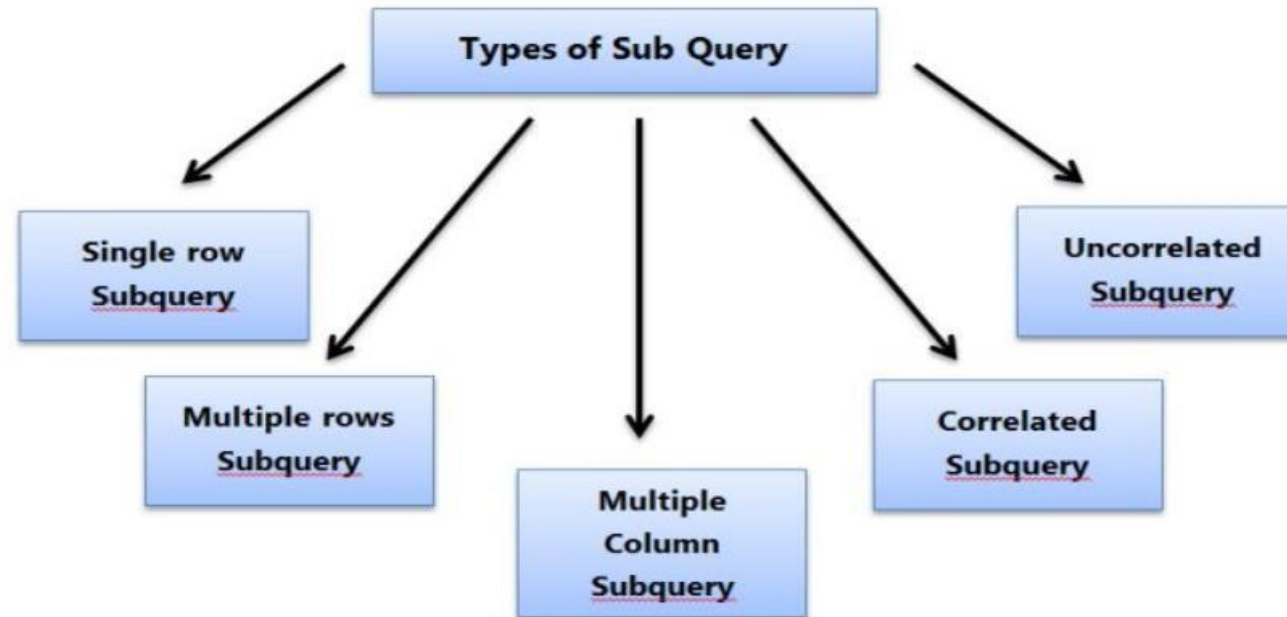 Types of Sub Query
Single row
Subquery
Multiple rows
Subquery
Multiple
Column
Subquery
Correlated
Subquery
Uncorrelated
Subquery